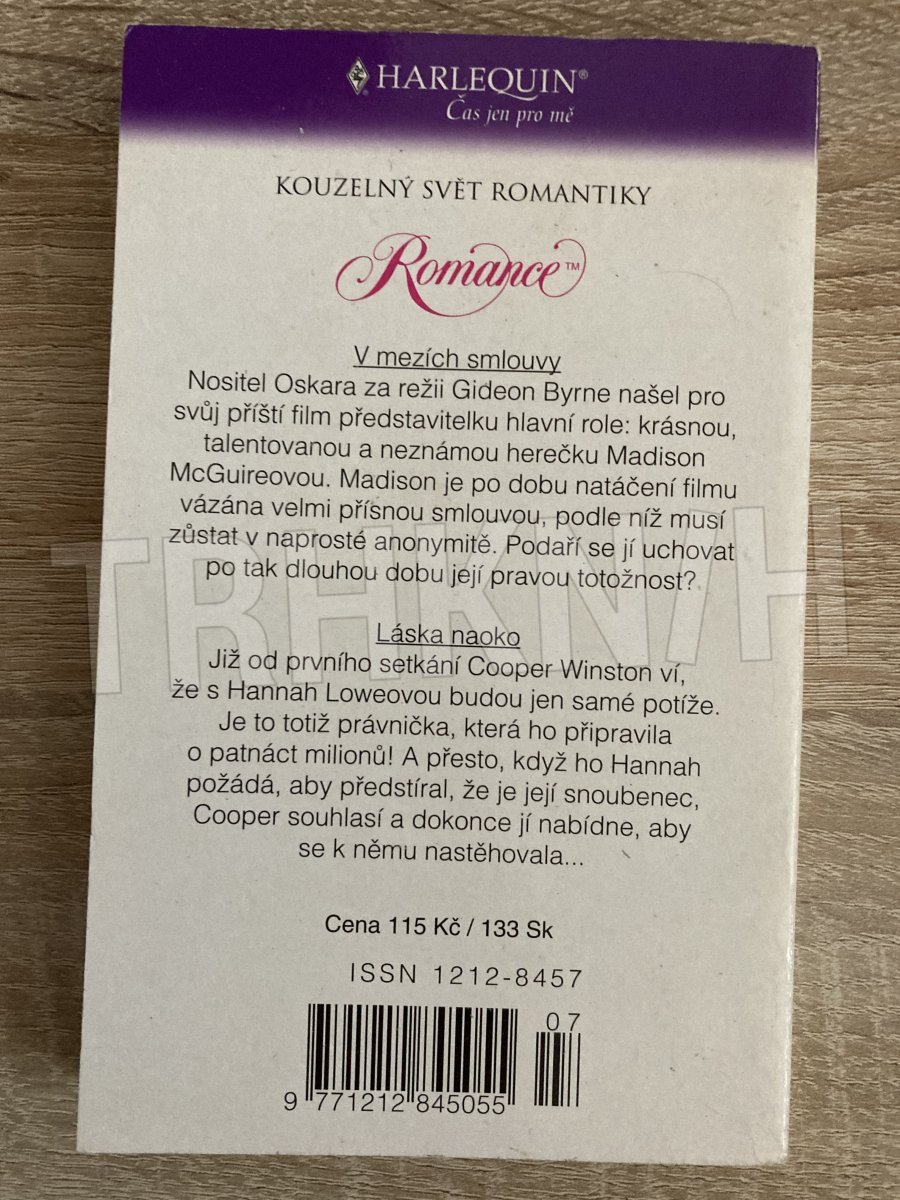 HARLEQUIN®
Čas jen pro mě
KOUZELNÝ SVĚT ROMANTIKY
Romance™
V mezích smlouvy
Nositel Oskara za režii Gideon Byrne našel pro
svůj příští film představitelku hlavní role: krásnou,
talentovanou a neznámou herečku Madison
McGuireovou. Madison je po dobu natáčení filmu
vázána velmi přísnou smlouvou, podle níž musí
zůstat v naprosté anonymitě. Podaří se jí uchovat
po tak dlouhou dobu její pravou totožnost?
TRHKNIH
Láska naoko
Již od prvního setkání Cooper Winston ví,
že s Hannah Loweovou budou jen samé potíže.
Je to totiž právnička, která ho připravila
o patnáct milionů! A přesto, když ho Hannah
požádá, aby předstíral, že je její snoubenec,
Cooper souhlasí a dokonce jí nabídne, aby
se k němu nastěhovala...
Cena 115 Kč / 133 Sk
ISSN 1212-8457
07
9 771212 845055